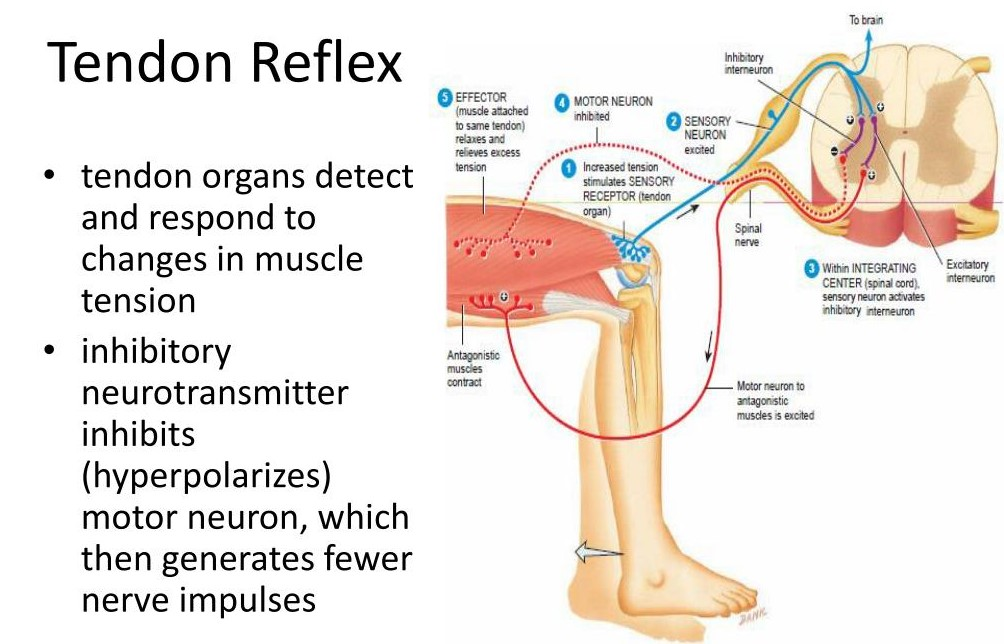 Tendon Reflex
• tendon organs detect
and respond to
changes in muscle
tension
• inhibitory
neurotransmitter
inhibits
(hyperpolarizes)
motor neuron, which
then generates fewer
nerve impulses
To brain
Inhibitory
interneuron
5 EFFECTOR
(muscle attached
to same tendon)
relaxes and
relieves excess
tension
4 MOTOR NEURON
inhibited
2 SENSORY
NEURON
excited
1 Increased tension
stimulates SENSORY
RECEPTOR (tendon
organ)
Spinal
nerve
3 Within INTEGRATING
CENTER (spinal cord),
sensory neuron activates
inhibitory interneuron
Excitatory
interneuron
Antagonistic
muscles
contract
Motor neuron to
antagonistic
muscles is excited
+
+
−
+
+